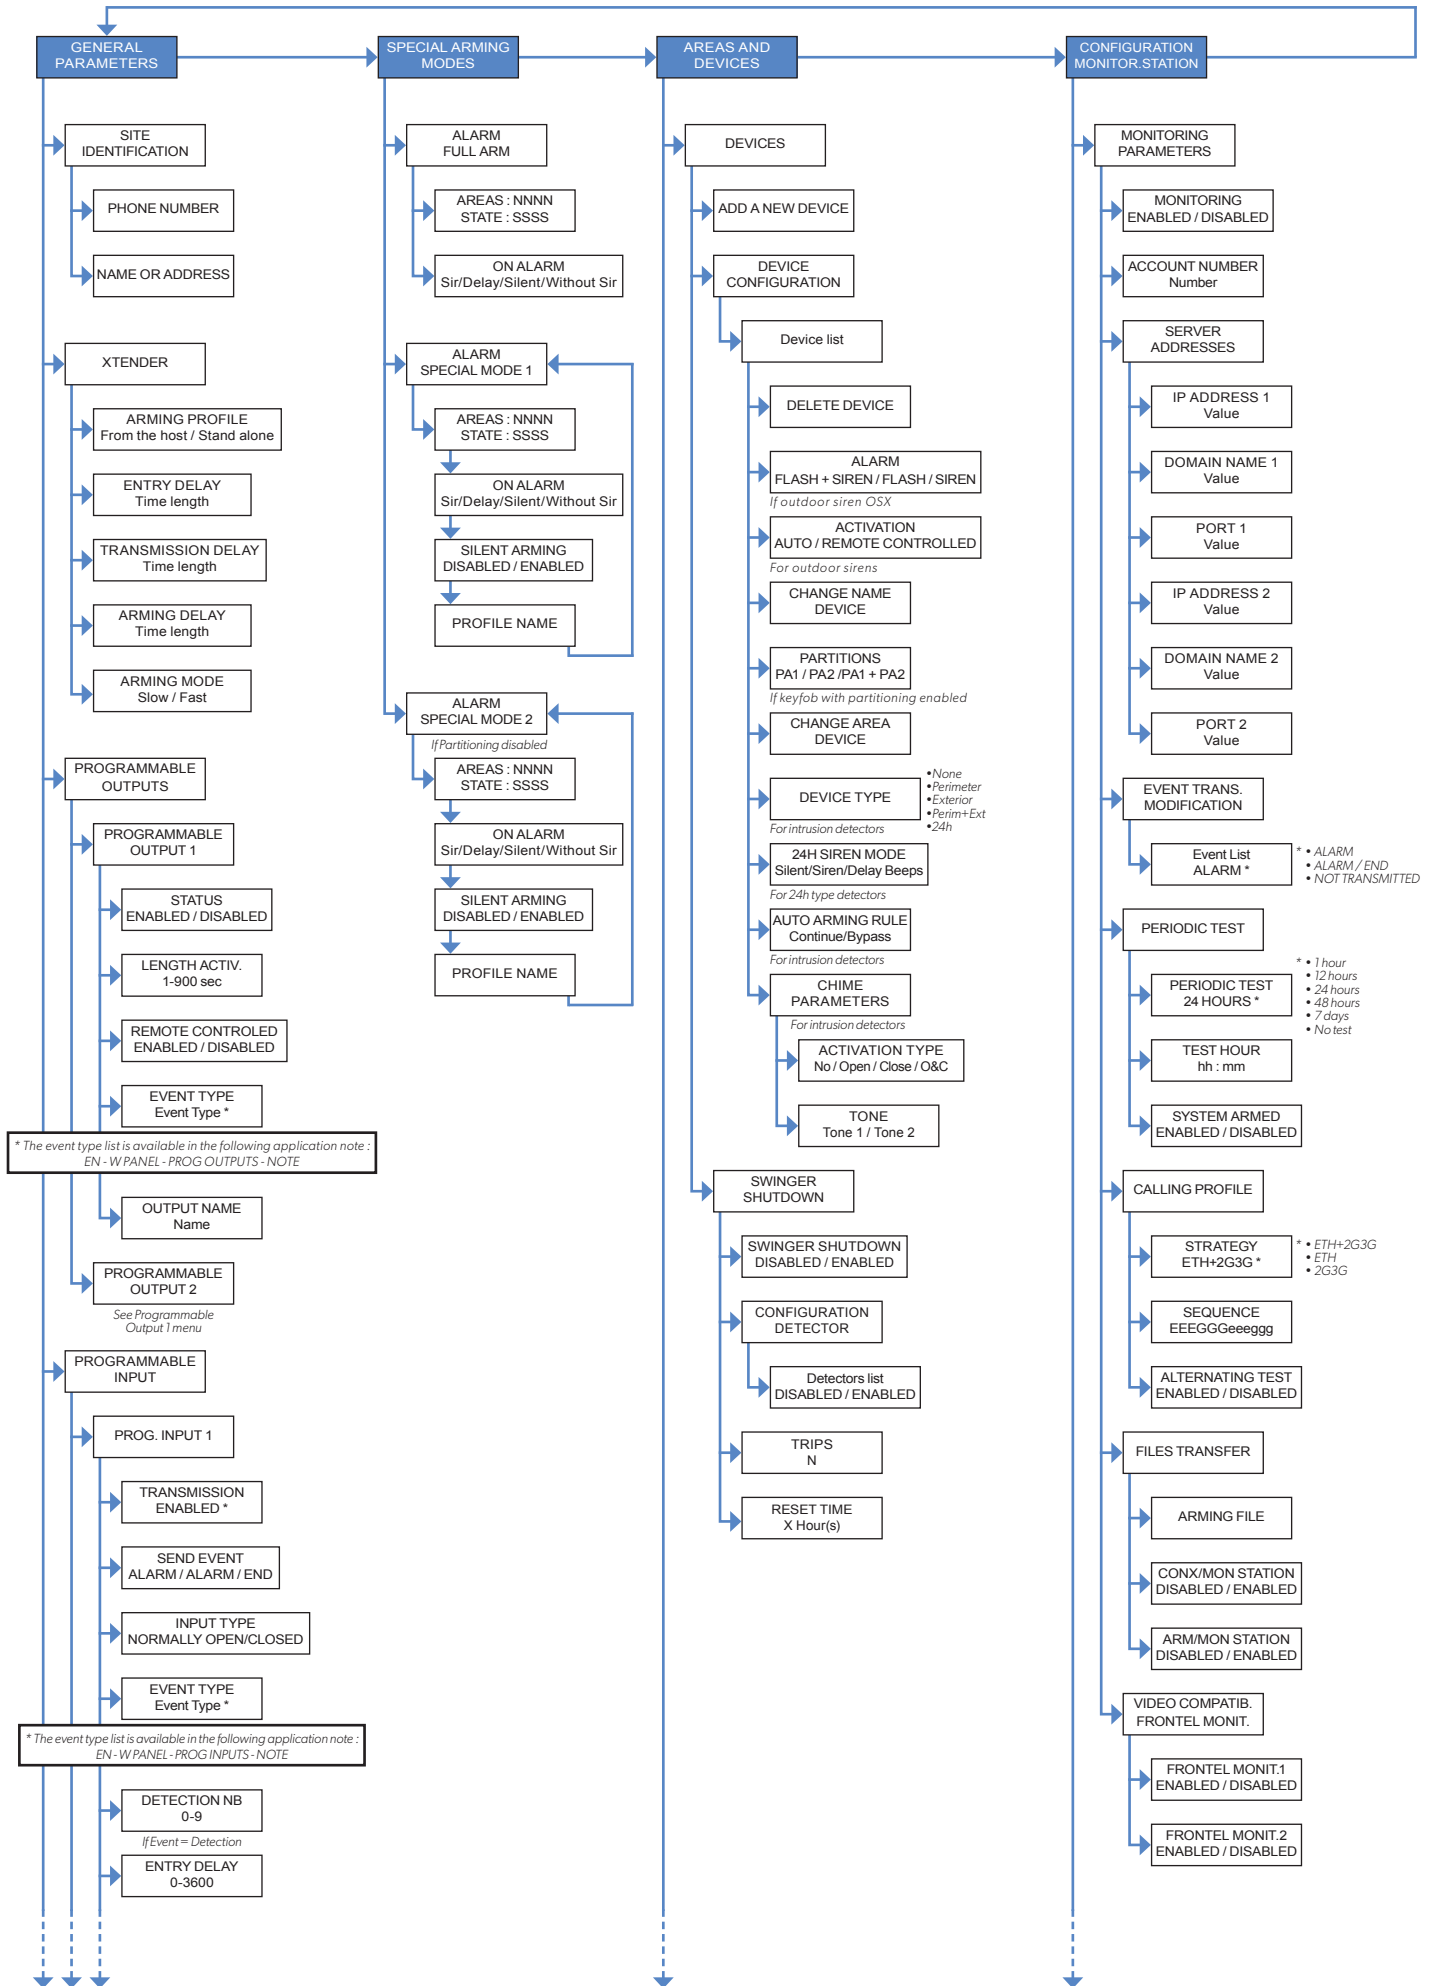 GENERAL
PARAMETERS
SITE
IDENTIFICATION
PHONE NUMBER
NAME OR ADDRESS
XTENDER
ARMING PROFILE
From the host / Stand alone
ENTRY DELAY
Time length
TRANSMISSION DELAY
Time length
ARMING DELAY
Time length
ARMING MODE
Slow / Fast
PROGRAMMABLE
OUTPUTS
PROGRAMMABLE
OUTPUT 1
STATUS
ENABLED / DISABLED
LENGTH ACTIV.
1-900 sec
REMOTE CONTROLED
ENABLED / DISABLED
EVENT TYPE
Event Type *
* The event type list is available in the following application note :
EN - W PANEL - PROG OUTPUTS - NOTE
OUTPUT NAME
Name
PROGRAMMABLE
OUTPUT 2
See Programmable
Output 1 menu
PROGRAMMABLE
INPUT
PROG. INPUT 1
TRANSMISSION
ENABLED *
SEND EVENT
ALARM / ALARM / END
INPUT TYPE
NORMALLY OPEN/CLOSED
EVENT TYPE
Event Type *
* The event type list is available in the following application note :
EN - W PANEL - PROG INPUTS - NOTE
DETECTION NB
0-9
If Event = Detection
ENTRY DELAY
0-3600
SPECIAL ARMING
MODES
ALARM
FULL ARM
AREAS : NNNN
STATE : SSSS
ON ALARM
Sir/Delay/Silent/Without Sir
ALARM
SPECIAL MODE 1
AREAS : NNNN
STATE : SSSS
ON ALARM
Sir/Delay/Silent/Without Sir
SILENT ARMING
DISABLED / ENABLED
PROFILE NAME
ALARM
SPECIAL MODE 2
If Partitioning disabled
AREAS : NNNN
STATE : SSSS
ON ALARM
Sir/Delay/Silent/Without Sir
SILENT ARMING
DISABLED / ENABLED
PROFILE NAME
AREAS AND
DEVICES
DEVICES
ADD A NEW DEVICE
DEVICE
CONFIGURATION
Device list
DELETE DEVICE
ALARM
FLASH + SIREN / FLASH / SIREN
If outdoor siren OSX
ACTIVATION
AUTO / REMOTE CONTROLLED
For outdoor sirens
CHANGE NAME
DEVICE
PARTITIONS
PA1 / PA2 /PA1 + PA2
If keyfob with partitioning enabled
CHANGE AREA
DEVICE
DEVICE TYPE
For intrusion detectors
•None
•Perimeter
•Exterior
•Perim+Ext
•24h
24H SIREN MODE
Silent/Siren/Delay Beeps
For 24h type detectors
AUTO ARMING RULE
Continue/Bypass
For intrusion detectors
CHIME
PARAMETERS
For intrusion detectors
ACTIVATION TYPE
No / Open / Close / O&C
TONE
Tone 1 / Tone 2
SWINGER
SHUTDOWN
SWINGER SHUTDOWN
DISABLED / ENABLED
CONFIGURATION
DETECTOR
Detectors list
DISABLED / ENABLED
TRIPS
N
RESET TIME
X Hour(s)
CONFIGURATION
MONITOR.STATION
MONITORING
PARAMETERS
MONITORING
ENABLED / DISABLED
ACCOUNT NUMBER
Number
SERVER
ADDRESSES
IP ADDRESS 1
Value
DOMAIN NAME 1
Value
PORT 1
Value
IP ADDRESS 2
Value
DOMAIN NAME 2
Value
PORT 2
Value
EVENT TRANS.
MODIFICATION
Event List
ALARM *
* • ALARM
• ALARM / END
• NOT TRANSMITTED
PERIODIC TEST
PERIODIC TEST
24 HOURS *
* • 1 hour
• 12 hours
• 24 hours
• 48 hours
• 7 days
• No test
TEST HOUR
hh : mm
SYSTEM ARMED
ENABLED / DISABLED
CALLING PROFILE
STRATEGY
ETH+2G3G *
* • ETH+2G3G
• ETH
• 2G3G
SEQUENCE
EEEGGGeeeggg
ALTERNATING TEST
ENABLED / DISABLED
FILES TRANSFER
ARMING FILE
CONX/MON STATION
DISABLED / ENABLED
ARM/MON STATION
DISABLED / ENABLED
VIDEO COMPATIB.
FRONTEL MONIT.
FRONTEL MONIT.1
ENABLED / DISABLED
FRONTEL MONIT.2
ENABLED / DISABLED